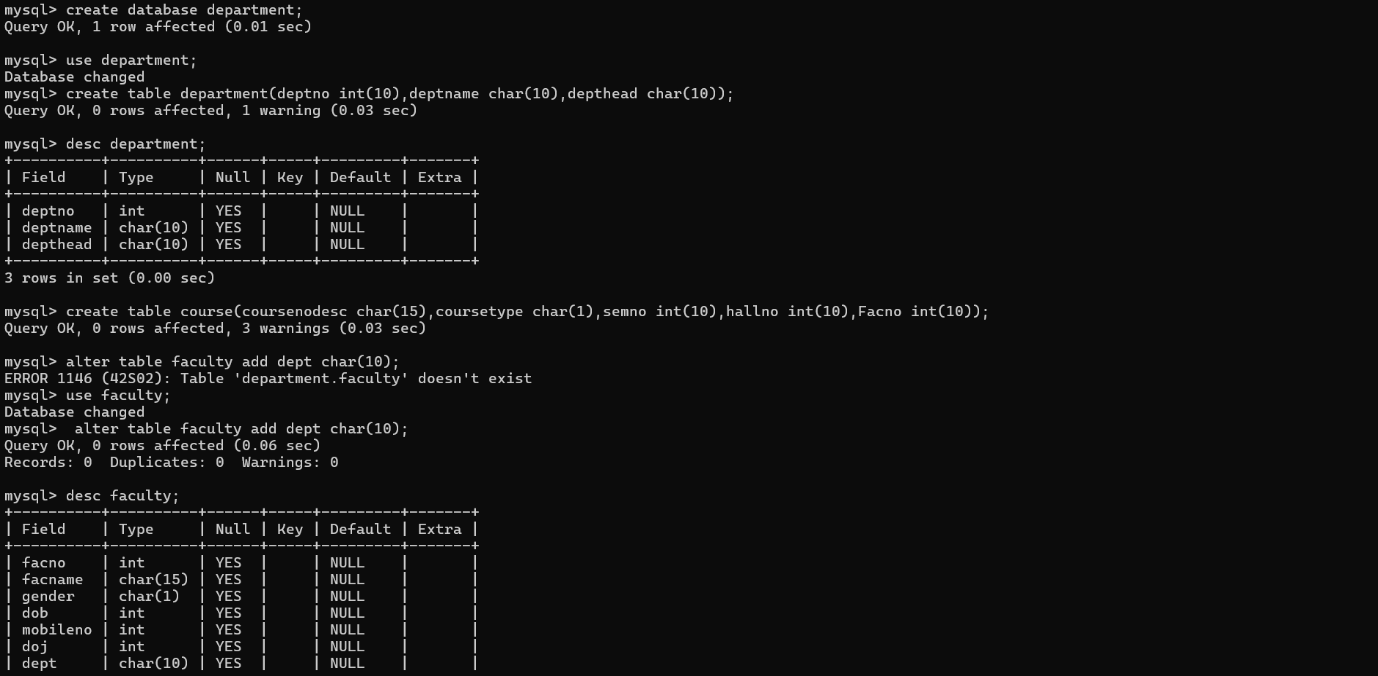 mysql> create database department;
Query OK, 1 row affected (0.01 sec)

mysql> use department;
Database changed
mysql> create table department(deptno int(10),deptname char(10),depthead char(10));
Query OK, 0 rows affected, 1 warning (0.03 sec)

mysql> desc department;
+----------+----------+------+-----+---------+-------+
| Field    | Type     | Null | Key | Default | Extra |
+----------+----------+------+-----+---------+-------+
| deptno   | int      | YES  |     | NULL    |       |
| deptname | char(10) | YES  |     | NULL    |       |
| depthead | char(10) | YES  |     | NULL    |       |
+----------+----------+------+-----+---------+-------+
3 rows in set (0.00 sec)

mysql> create table course(coursenodesc char(15),coursetype char(1),semno int(10),hallno int(10),Facno int(10));
Query OK, 0 rows affected, 3 warnings (0.03 sec)

mysql> alter table faculty add dept char(10);
ERROR 1146 (42S02): Table 'department.faculty' doesn't exist
mysql> use faculty;
Database changed
mysql>  alter table faculty add dept char(10);
Query OK, 0 rows affected (0.06 sec)
Records: 0  Duplicates: 0  Warnings: 0

mysql> desc faculty;
+----------+----------+------+-----+---------+-------+
| Field    | Type     | Null | Key | Default | Extra |
+----------+----------+------+-----+---------+-------+
| facno    | int      | YES  |     | NULL    |       |
| facname  | char(15) | YES  |     | NULL    |       |
| gender   | char(1)  | YES  |     | NULL    |       |
| dob      | int      | YES  |     | NULL    |       |
| mobileno | int      | YES  |     | NULL    |       |
| doj      | int      | YES  |     | NULL    |       |
| dept     | char(10) | YES  |     | NULL    |       |